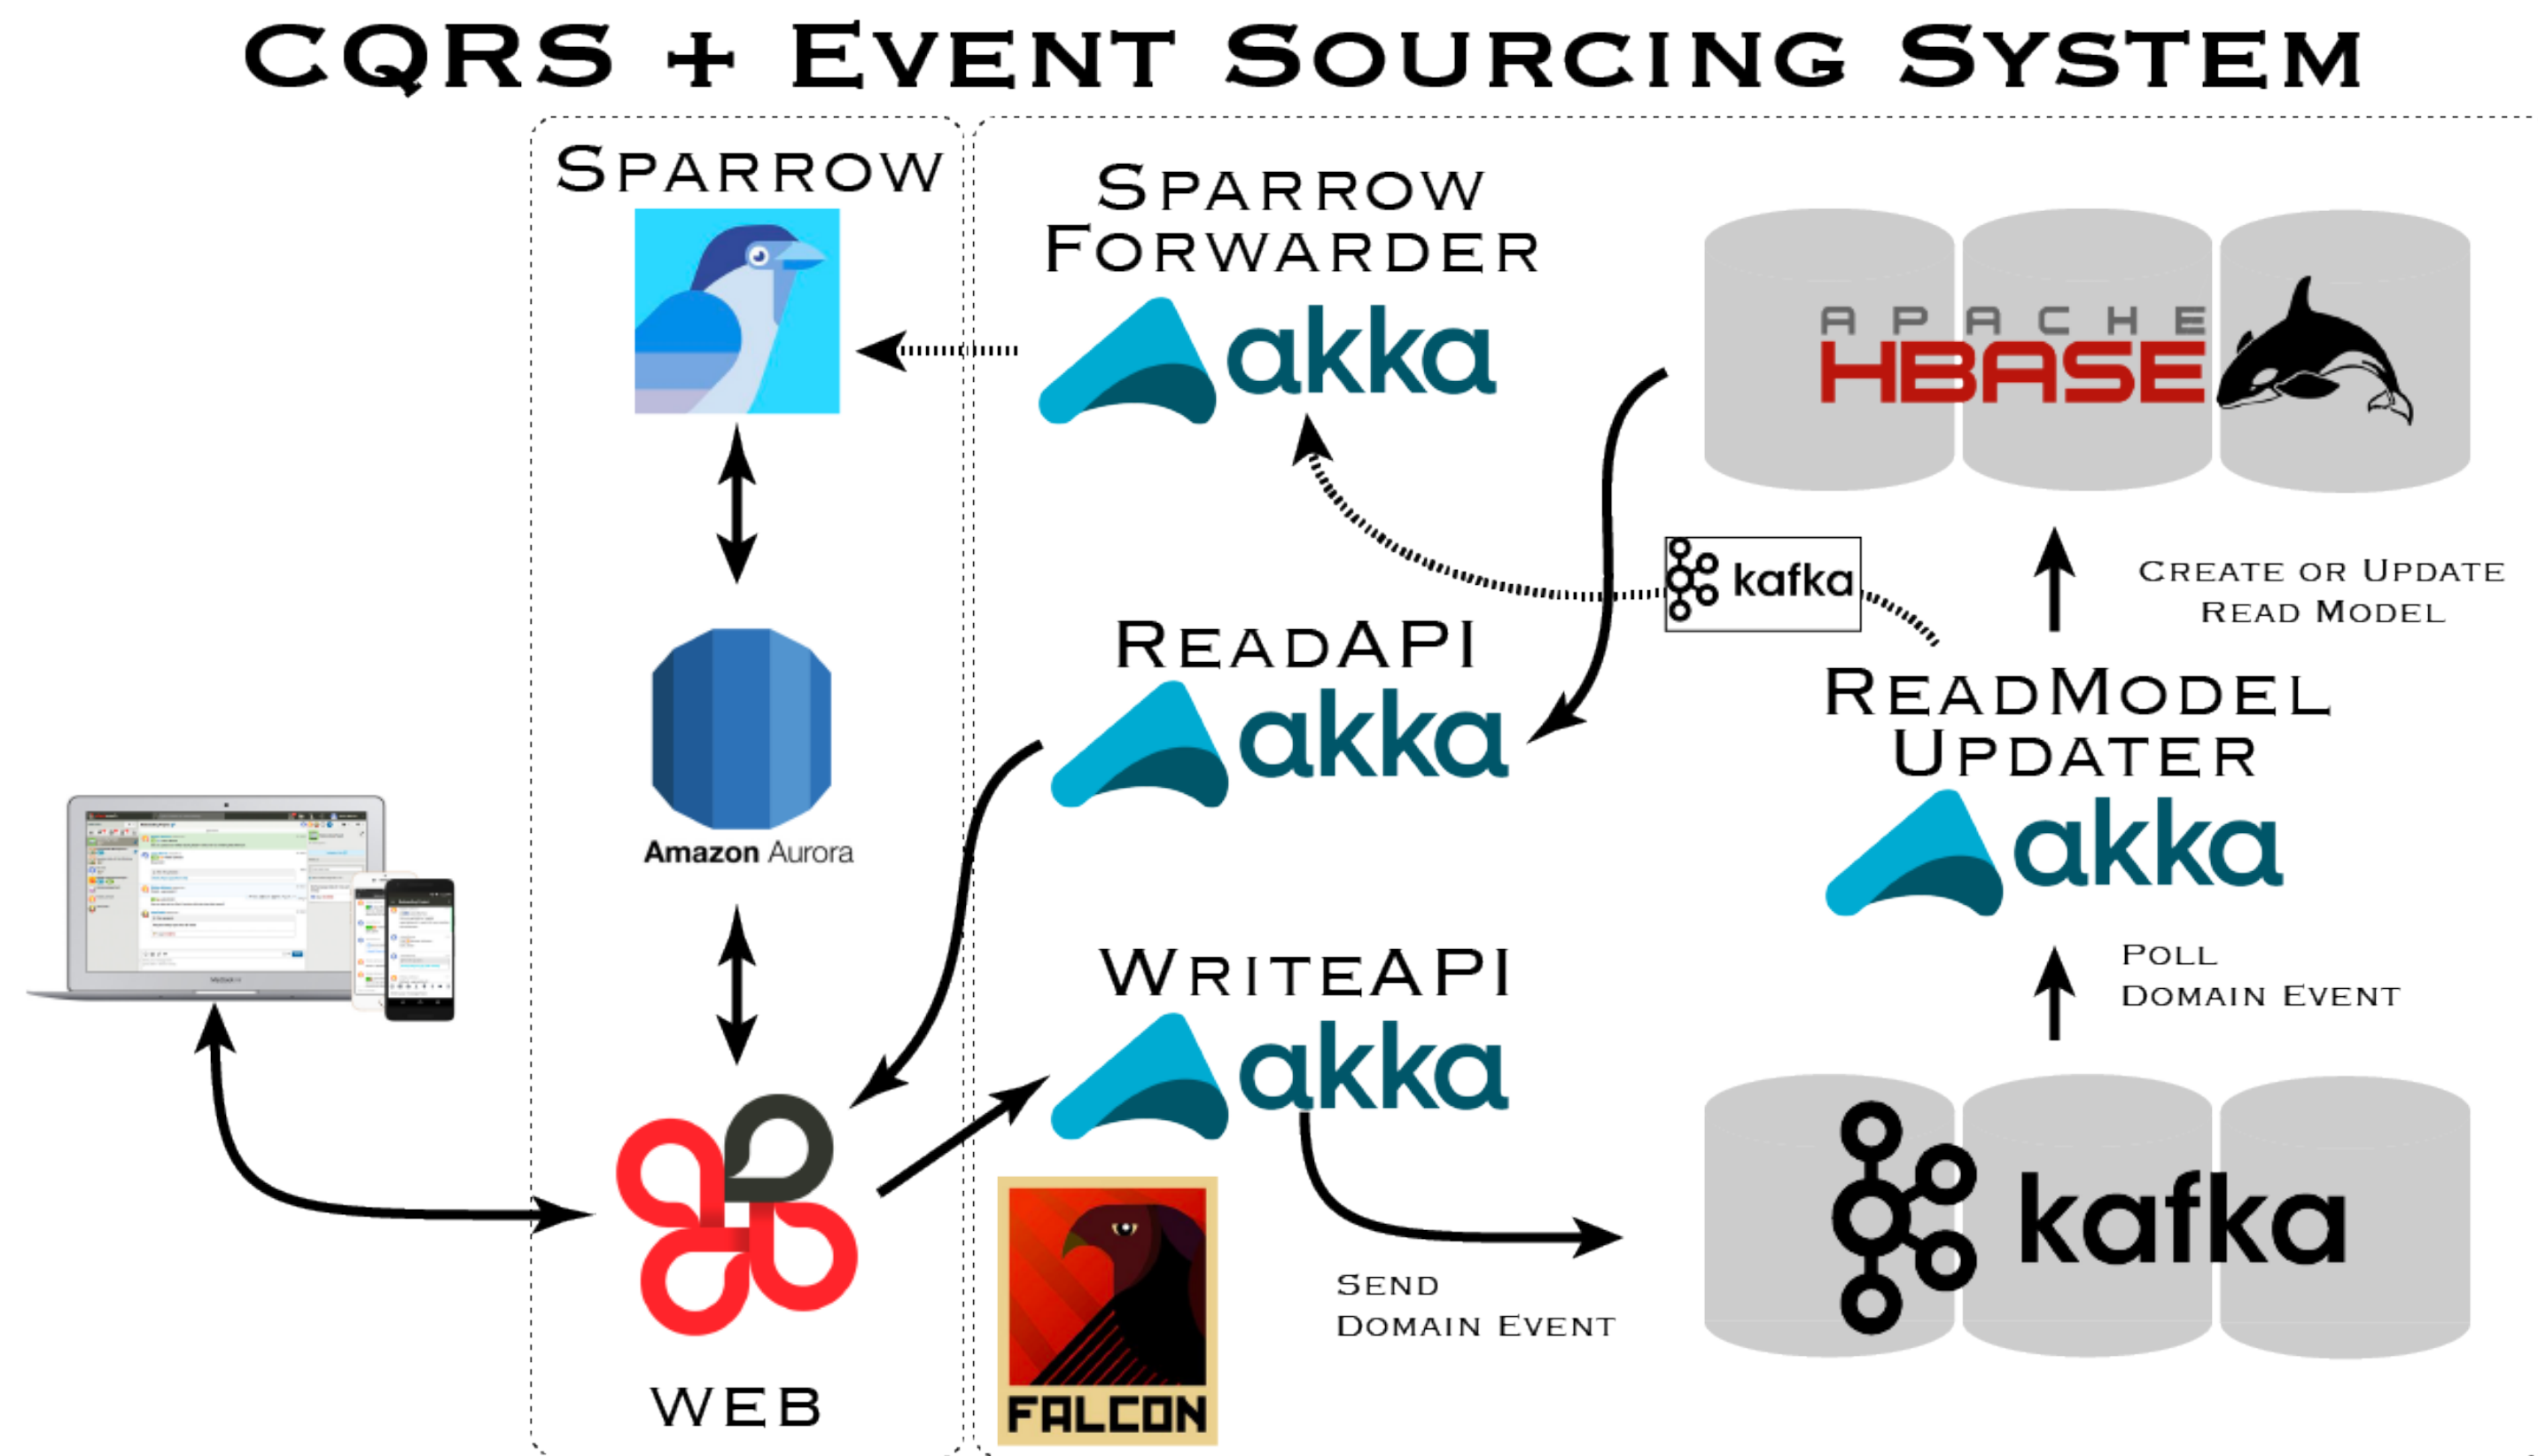 CQRS + EVENT SOURCING SYSTEM
SPARROW
SPARROW
FORWARDER
akka
APACHE
HBASE
kafka
CREATE OR UPDATE
READ MODEL
READAPI
akka
READMODEL
UPDATER
akka
Amazon Aurora
POLL
DOMAIN EVENT
WRITEAPI
akka
kafka
SEND
DOMAIN EVENT
FALCON
WEB